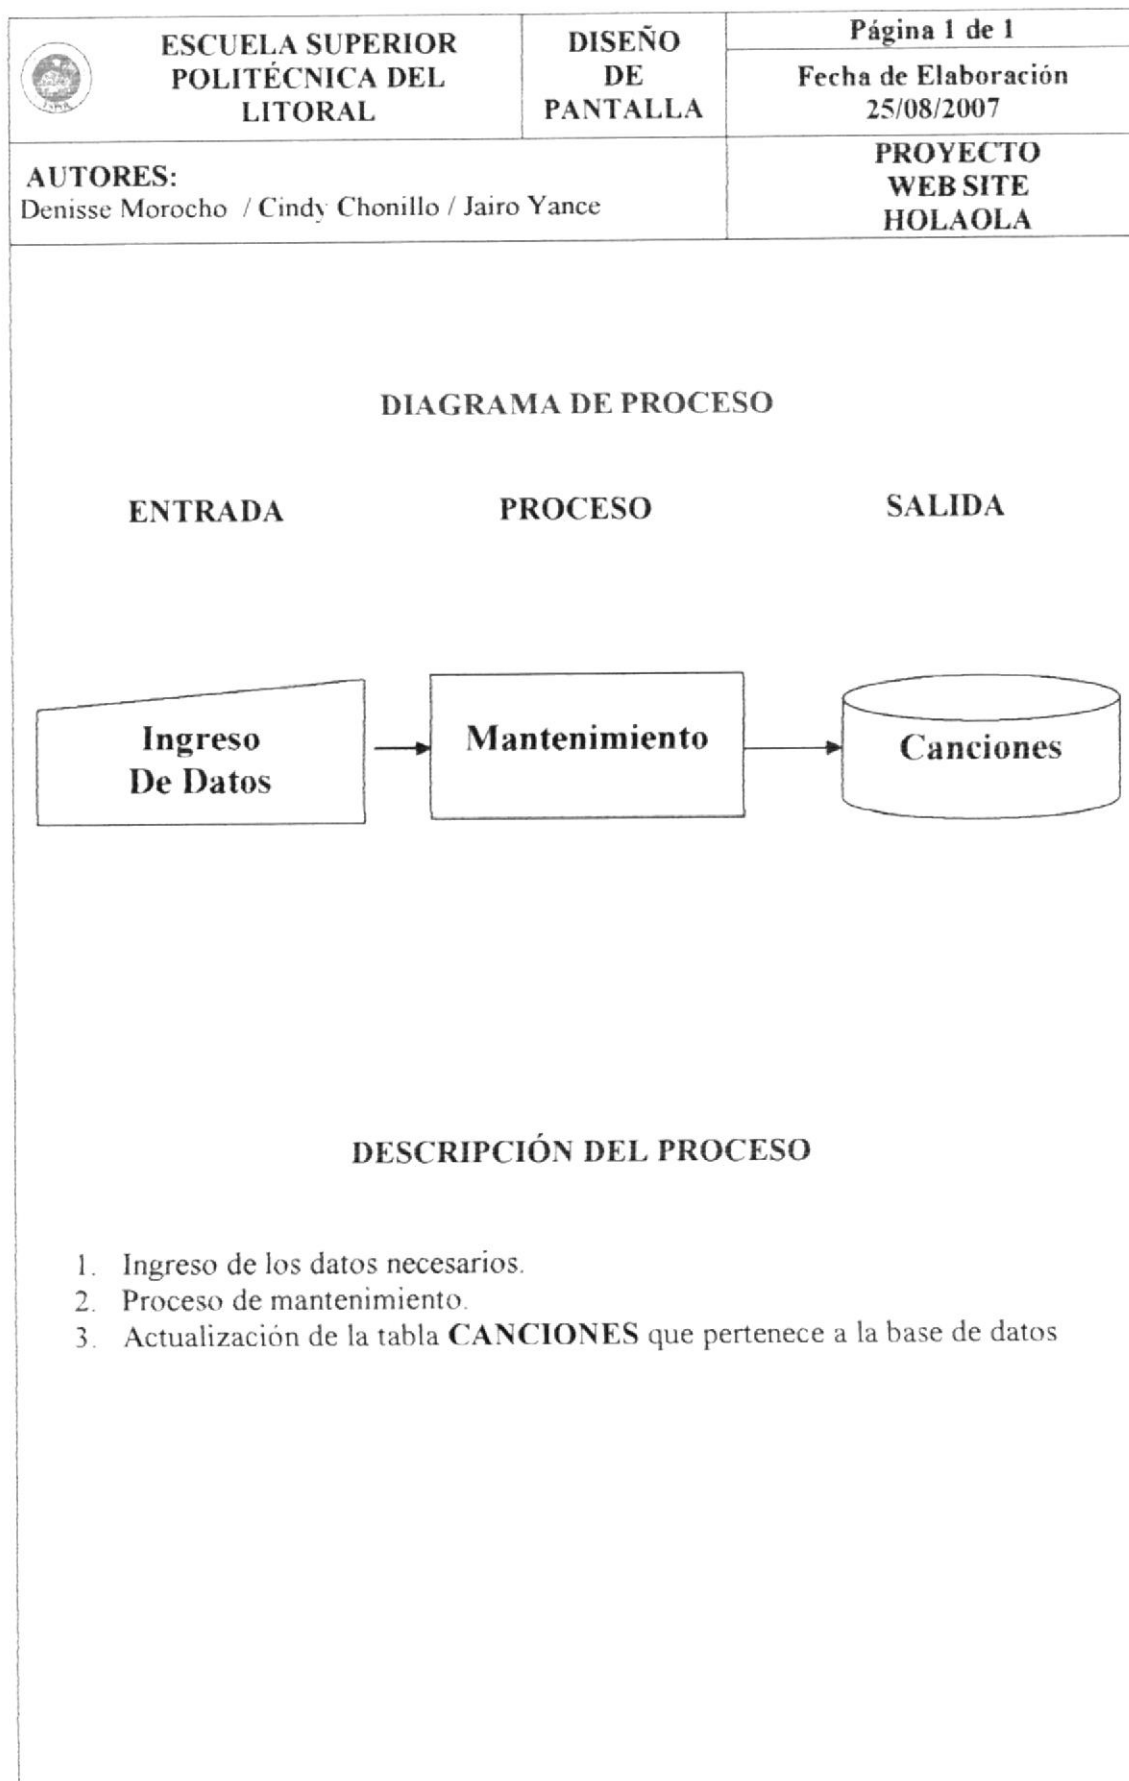 ESCUELA SUPERIOR
POLITÉCNICA DEL
LITORAL
DISEÑO
DE
PANTALLA
Página 1 de 1
Fecha de Elaboración
25/08/2007
AUTORES:
Denisse Morocho / Cindy Chonillo / Jairo Yance
PROYECTO
WEB SITE
HOLAOLA
DIAGRAMA DE PROCESO
ENTRADA PROCESO SALIDA
Ingreso
De Datos
Mantenimiento
Canciones
DESCRIPCIÓN DEL PROCESO
1. Ingreso de los datos necesarios.
2. Proceso de mantenimiento.
3. Actualización de la tabla CANCIONES que pertenece a la base de datos